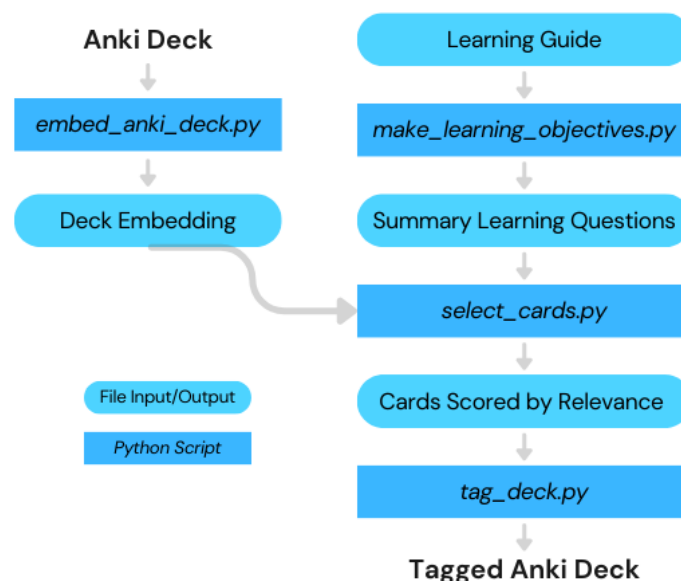 Anki Deck
embed_anki_deck.py
Deck Embedding
Learning Guide
make_learning_objectives.py
Summary Learning Questions
select_cards.py
Cards Scored by Relevance
tag_deck.py
Tagged Anki Deck
File Input/Output
Python Script